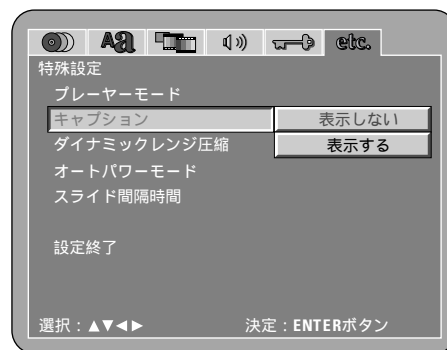 Aあ etc.
特殊設定
プレーヤーモード
キャプション 表示しない
ダイナミックレンジ圧縮 表示する
オートパワーモード
スライド間隔時間
設定終了
選択：▲▼◀▶ 決定：ENTERボタン